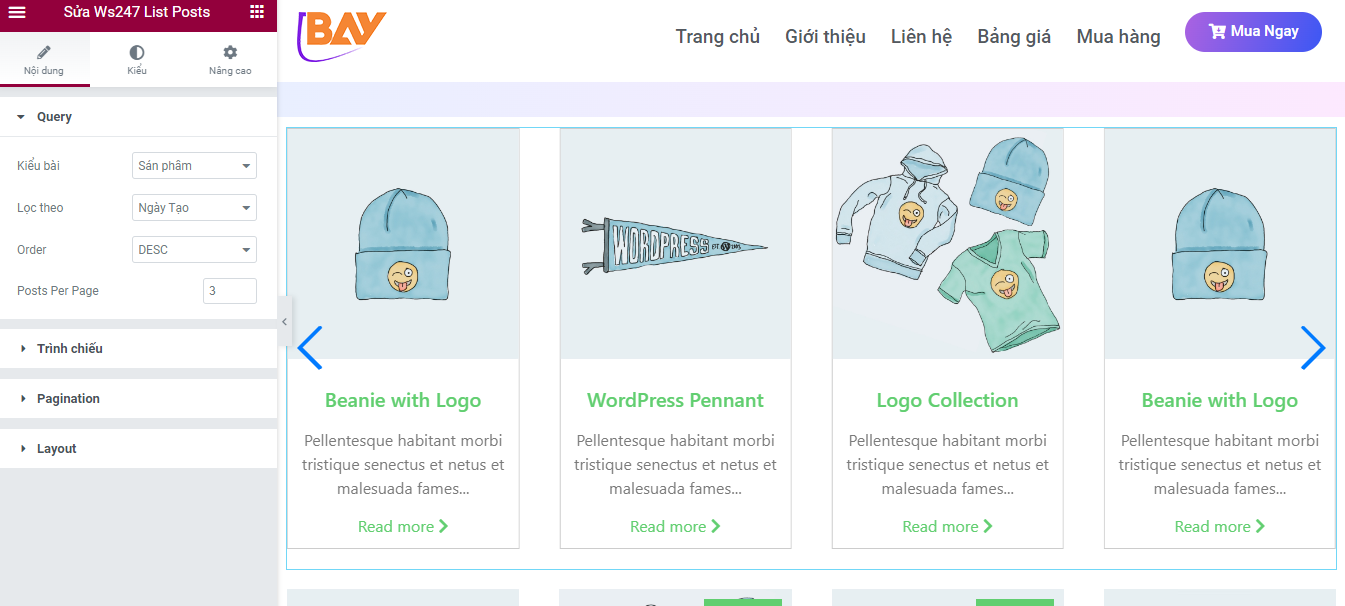 Sửa Ws247 List Posts
Nội dung
Kiểu
Nâng cao
Query
Kiểu bài
Sản phẩm
Lọc theo
Ngày Tạo
Order
DESC
Posts Per Page
3
Trình chiếu
Pagination
Layout
BAY
Trang chủ
Giới thiệu
Liên hệ
Bảng giá
Mua hàng
Mua Ngay
WORDPRESS
Beanie with Logo
Pellentesque habitant morbi
tristique senectus et netus et
malesuada fames...
Read more
WordPress Pennant
Pellentesque habitant morbi
tristique senectus et netus et
malesuada fames...
Read more
Logo Collection
Pellentesque habitant morbi
tristique senectus et netus et
malesuada fames...
Read more
Beanie with Logo
Pellentesque habitant morbi
tristique senectus et netus et
malesuada fames...
Read more